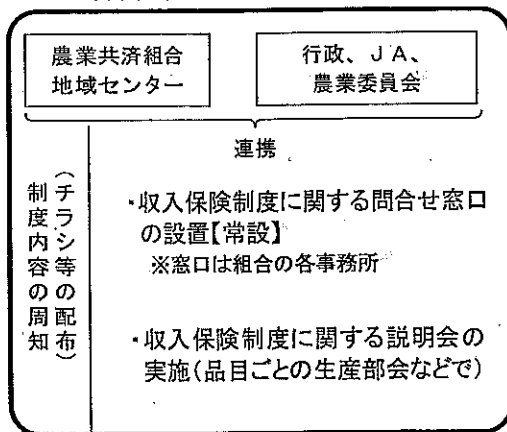 農業共済組合
地域センター
行政、ＪＡ、
農業委員会
連携
制度内容の周知
（チラシ等の配布）
・収入保険制度に関する問合せ窓口
の設置【常設】
※窓口は組合の各事務所
・収入保険制度に関する説明会の
実施(品目ごとの生産部会などで)